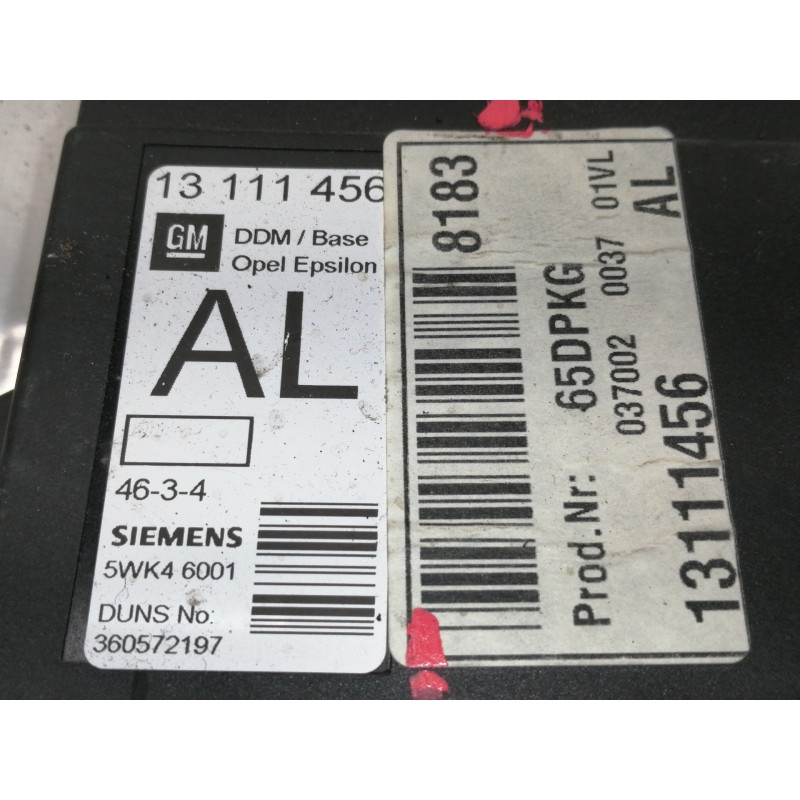 13 111 456
GM
DDM / Base
Opel Epsilon
AL
46-3-4
SIEMENS
5WK4 6001
DUNS No:
360572197
8183
Prod.Nr: 65DPKG
037002 0037 01VL
13111456 AL